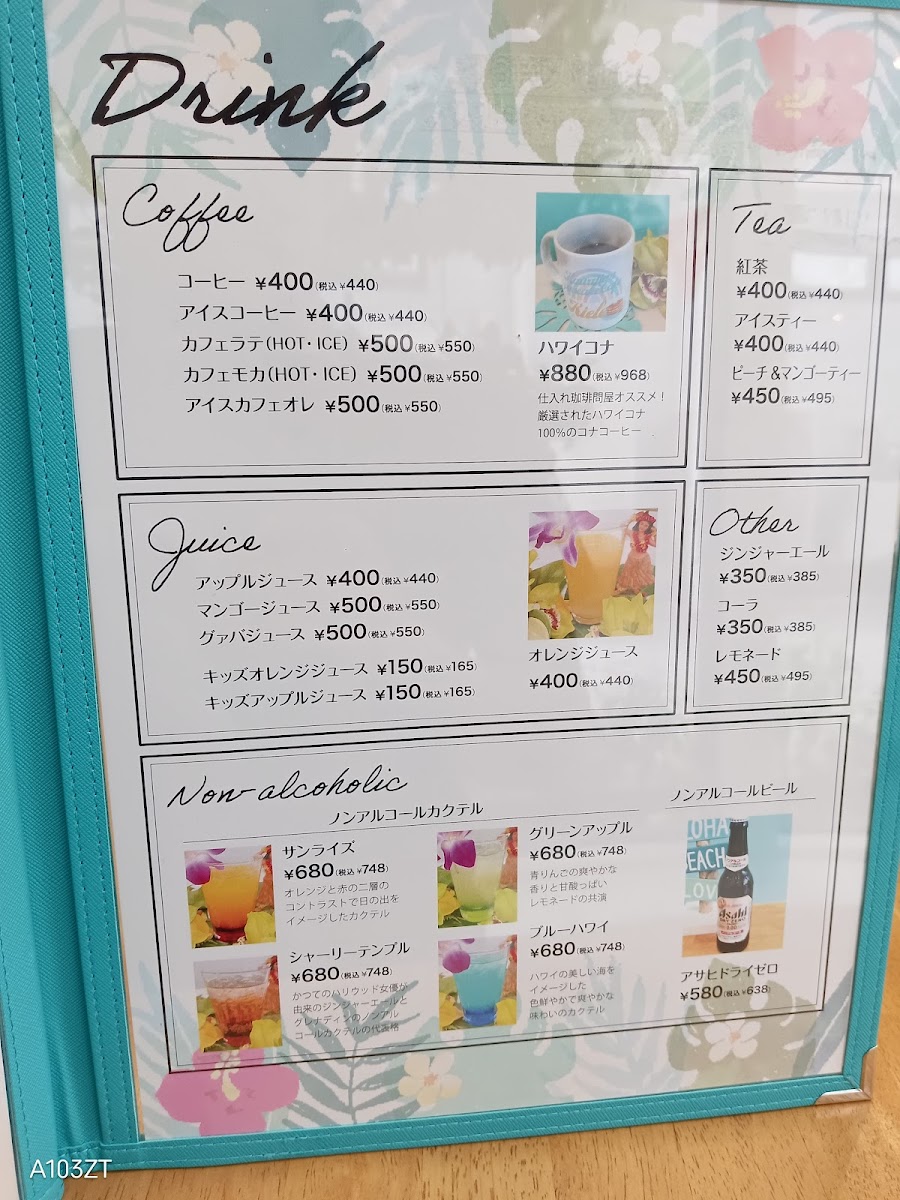 Drink
Coffee
コーヒー ¥400(税込¥440)
アイスコーヒー ¥400(税込¥440)
カフェラテ(HOT・ICE) ¥500(税込¥550)
カフェモカ(HOT・ICE) ¥500(税込¥550)
アイスカフェオレ ¥500(税込¥550)
ハワイコナ
¥880(税込¥968)
仕入れ珈琲問屋オススメ！
厳選されたハワイコナ
100%のコナコーヒー
Tea
紅茶
¥400(税込¥440)
アイスティー
¥400(税込¥440)
ピーチ&マンゴーティー
¥450(税込¥495)
Juice
アップルジュース ¥400(税込¥440)
マンゴージュース ¥500(税込¥550)
グァバジュース ¥500(税込¥550)
キッズオレンジジュース ¥150(税込¥165)
キッズアップルジュース ¥150(税込¥165)
オレンジジュース
¥400(税込¥440)
Other
ジンジャーエール
¥350(税込¥385)
コーラ
¥350(税込¥385)
レモネード
¥450(税込¥495)
Non-alcoholic
ノンアルコールカクテル
サンライズ
¥680(税込¥748)
オレンジと赤の二層の
コントラストで日の出を
イメージしたカクテル
シャーリーテンプル
¥680(税込¥748)
かつてのハリウッド女優が
由来のジンジャーエールと
グレナディンのノンアル
コールカクテルの代表格
グリーンアップル
¥680(税込¥748)
青りんごの爽やかな
香りと甘酸っぱい
レモネードの共演
ブルーハワイ
¥680(税込¥748)
ハワイの美しい海を
イメージした
色鮮やかで爽やかな
味わいのカクテル
ノンアルコールビール
LOHA
BEACH
LOV
Asahi
アサヒドライゼロ
¥580(税込¥638)
A103ZT